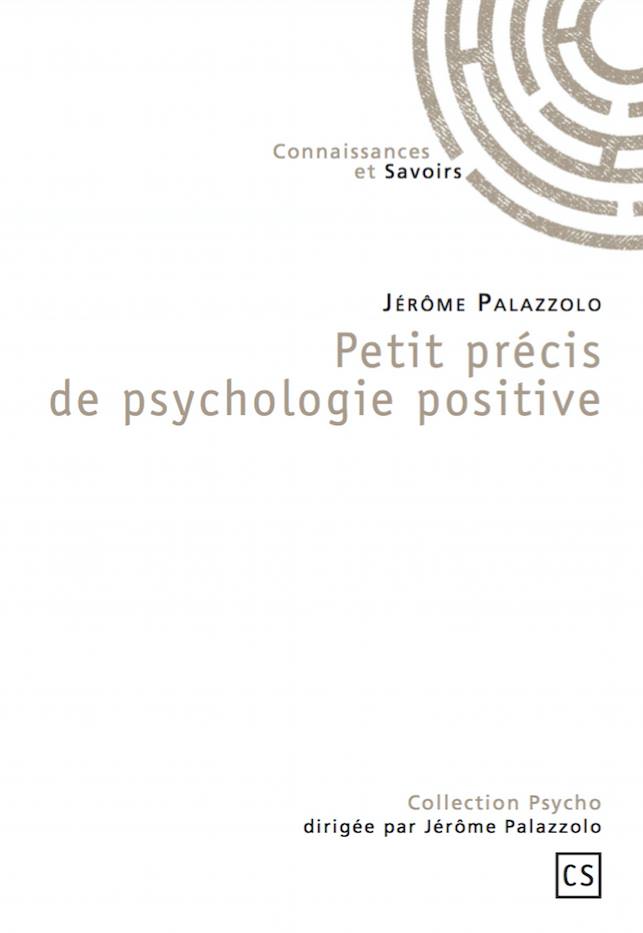 Connaissances
et Savoirs
Jérôme Palazzolo
Petit précis
de psychologie positive
Collection Psycho
dirigée par Jérôme Palazzolo
CS